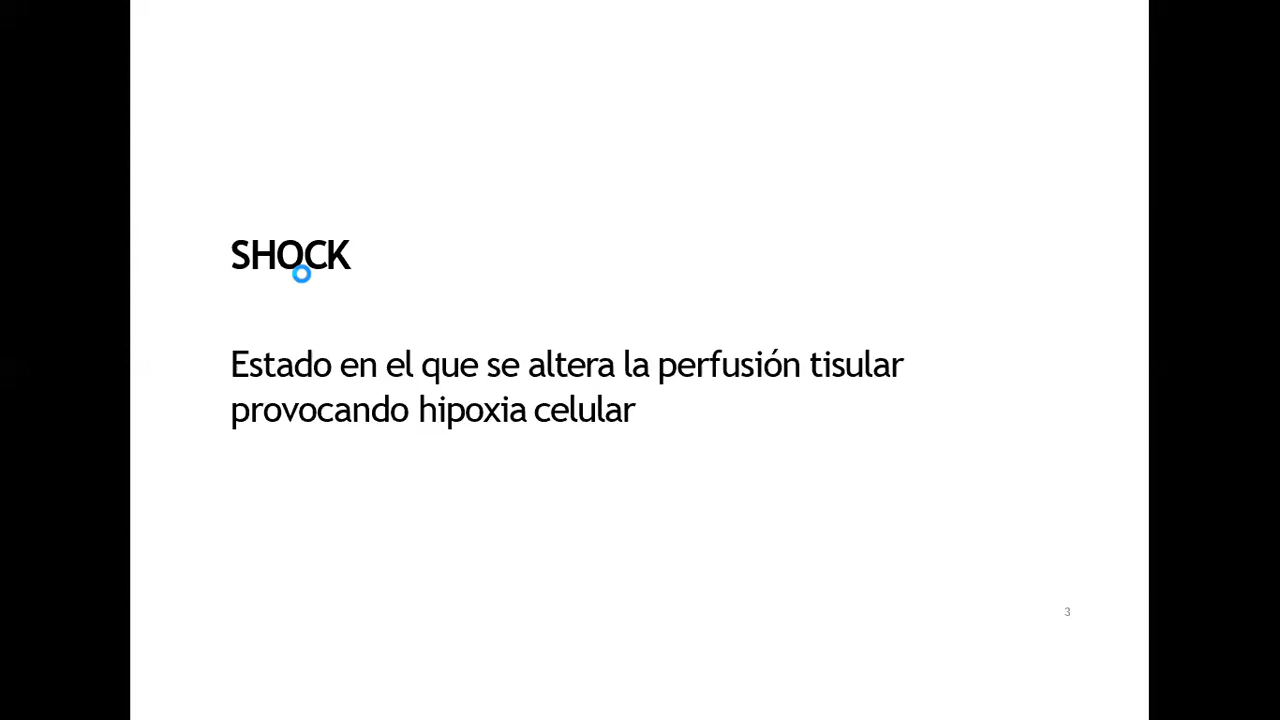 SHOCK
Estado en el que se altera la perfusión tisular
provocando hipoxia celular
3